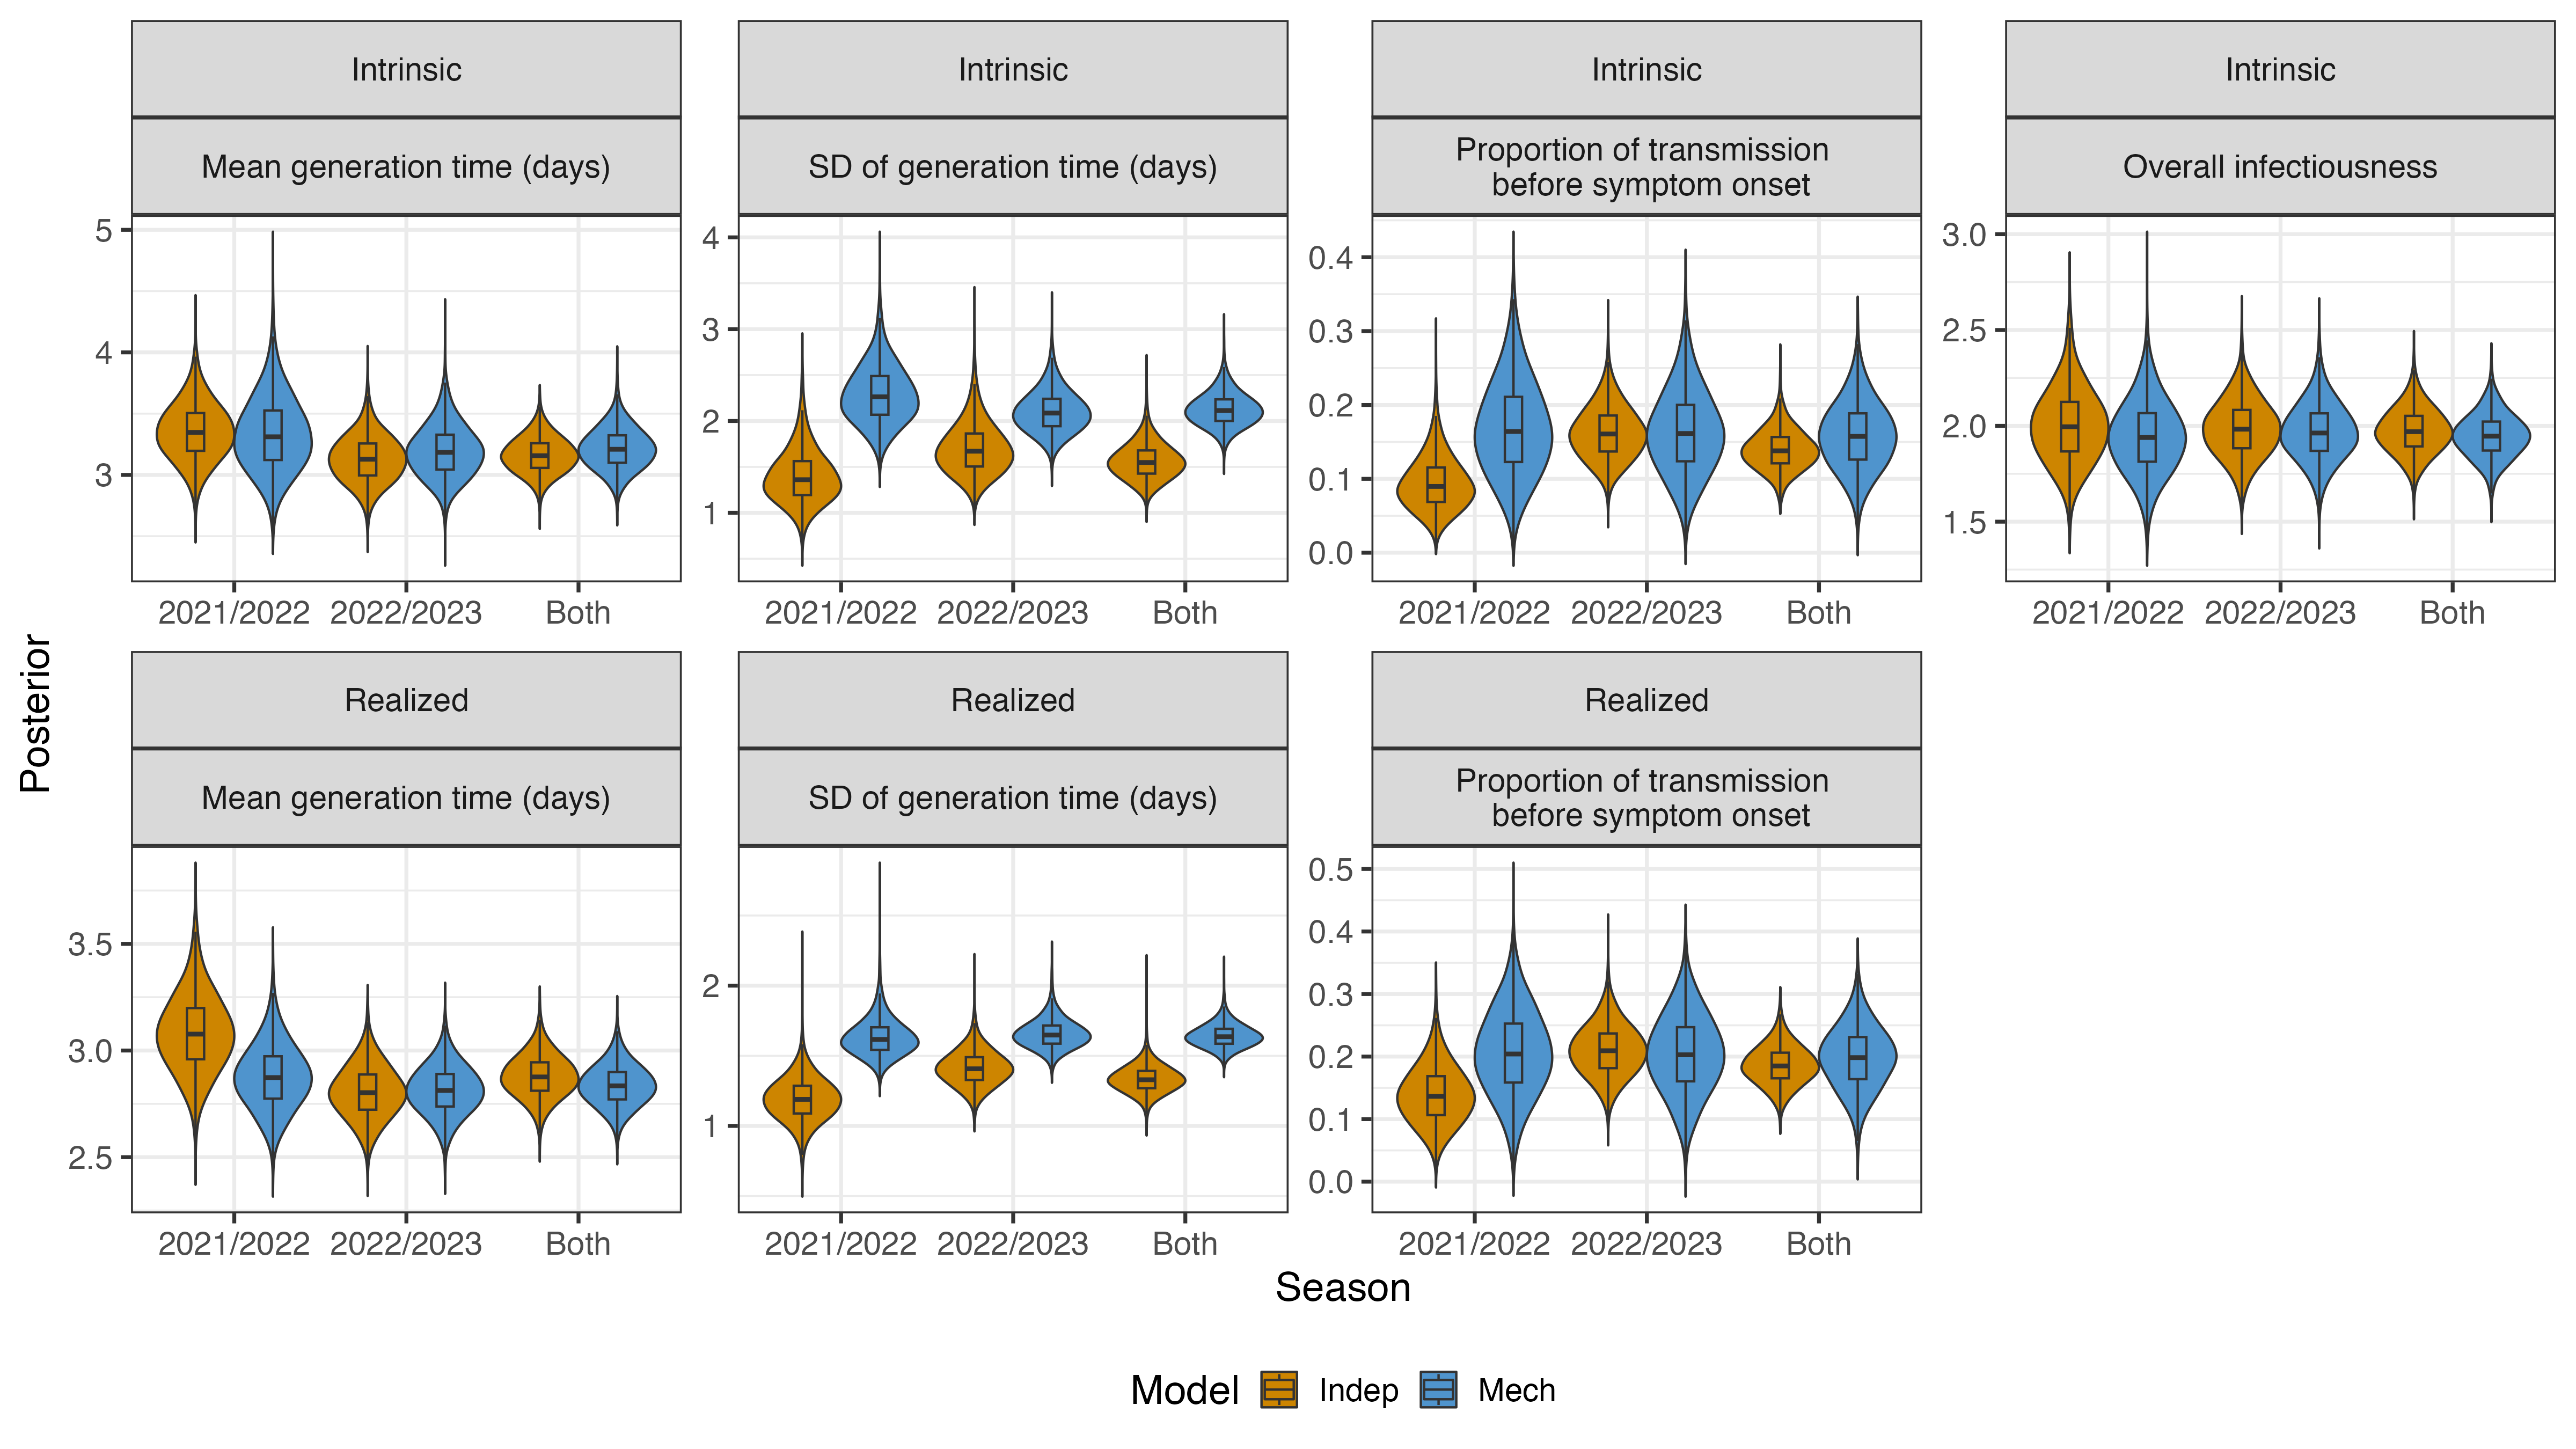 Intrinsic
Intrinsic
Intrinsic
Intrinsic
Mean generation time (days)
SD of generation time (days)
Proportion of transmission
before symptom onset
Overall infectiousness
5
4
3
4
3
2
1
0.4
0.3
0.2
0.1
0.0
3.0
2.5
2.0
1.5
2021/2022 2022/2023 Both
2021/2022 2022/2023 Both
2021/2022 2022/2023 Both
2021/2022 2022/2023 Both
Posterior
Realized
Realized
Realized
Mean generation time (days)
SD of generation time (days)
Proportion of transmission
before symptom onset
3.5
3.0
2.5
2
1
0.5
0.4
0.3
0.2
0.1
0.0
2021/2022 2022/2023 Both
2021/2022 2022/2023 Both
2021/2022 2022/2023 Both
Season
Model Indep Mech